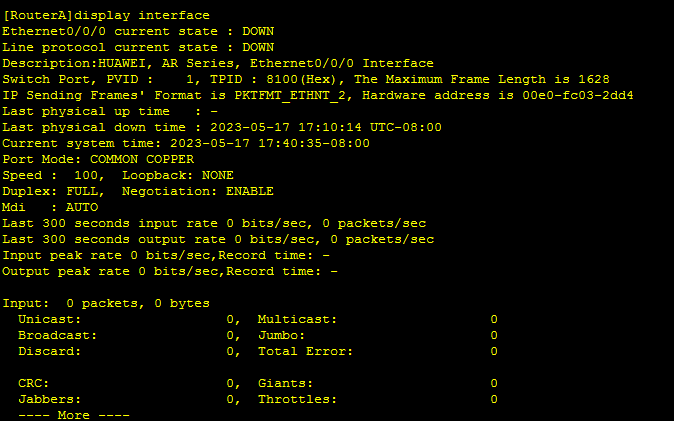 [RouterA]display interface
Ethernet0/0/0 current state : DOWN
Line protocol current state : DOWN
Description:HUAWEI, AR Series, Ethernet0/0/0 Interface
Switch Port, PVID :    1, TPID : 8100(Hex), The Maximum Frame Length is 1628
IP Sending Frames' Format is PKTFMT_ETHNT_2, Hardware address is 00e0-fc03-2dd4
Last physical up time   : -
Last physical down time : 2023-05-17 17:10:14 UTC-08:00
Current system time: 2023-05-17 17:40:35-08:00
Port Mode: COMMON COPPER
Speed :  100,  Loopback: NONE
Duplex: FULL,  Negotiation: ENABLE
Mdi   : AUTO
Last 300 seconds input rate 0 bits/sec, 0 packets/sec
Last 300 seconds output rate 0 bits/sec, 0 packets/sec
Input peak rate 0 bits/sec,Record time: -
Output peak rate 0 bits/sec,Record time: -

Input:  0 packets, 0 bytes
  Unicast:                  0,  Multicast:                   0
  Broadcast:                0,  Jumbo:                       0
  Discard:                  0,  Total Error:                 0

  CRC:                      0,  Giants:                      0
  Jabbers:                  0,  Throttles:                   0
  ---- More ----